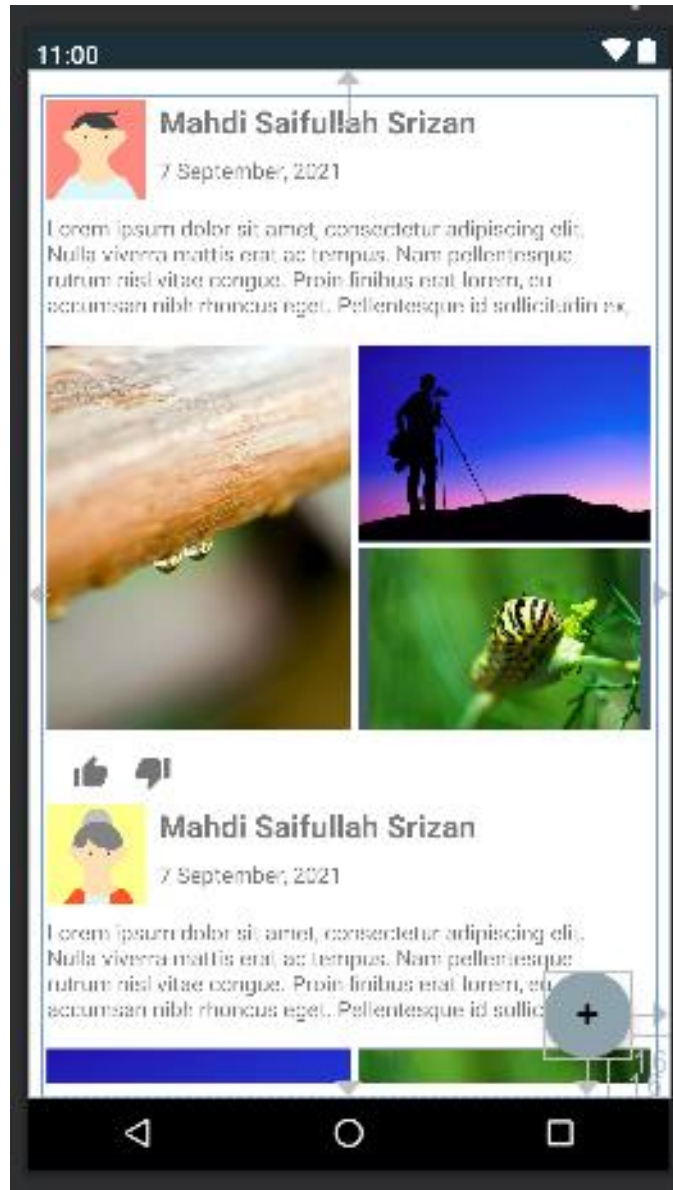 11:00
Mahdi Saifullah Srizan
7 September, 2021
Lorem ipsum dolor sit amet, consectetur adipiscing elit.
Nulla viverra mattis erat ac tempus. Nam pellentesque
rutrum nisl vitae congue. Proin finibus erat lorem, eu
accumsan nibh rhoncus eget. Pellentesque id sollicitudin ex,
Mahdi Saifullah Srizan
7 September, 2021
Lorem ipsum dolor sit amet, consectetur adipiscing elit.
Nulla viverra mattis erat ac tempus. Nam pellentesque
rutrum nisl vitae congue. Proin finibus erat lorem, eu
accumsan nibh rhoncus eget. Pellentesque id sollic
+
16
16